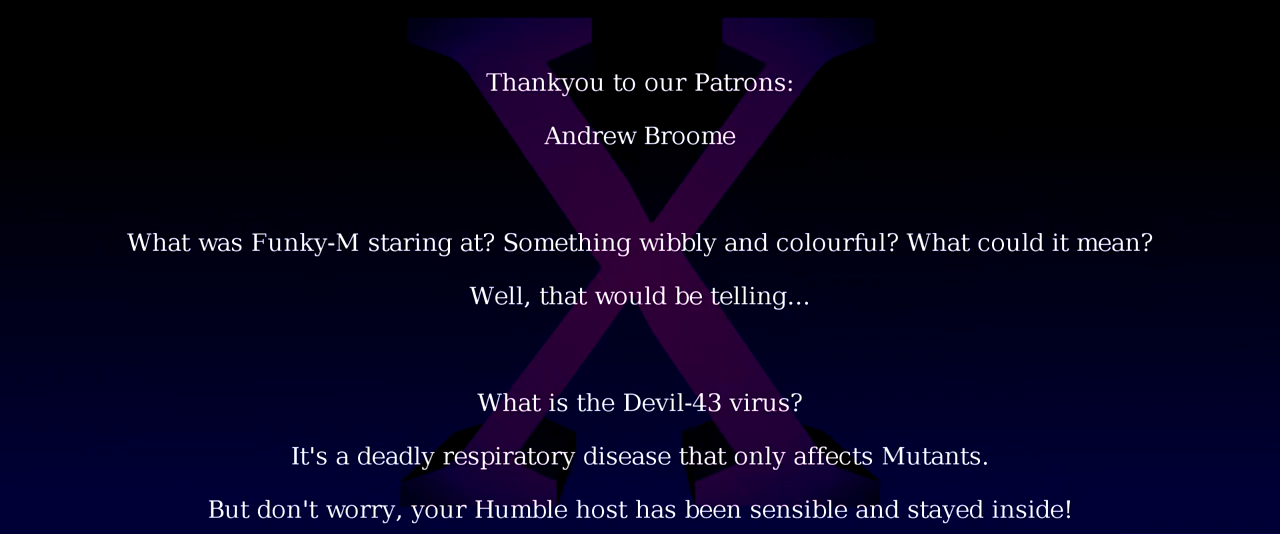 Thankyou to our Patrons:
Andrew Broome
What was Funky-M staring at? Something wibbly and colourful? What could it mean?
Well, that would be telling...
What is the Devil-43 virus?
It's a deadly respiratory disease that only affects Mutants.
But don't worry, your Humble host has been sensible and stayed inside!